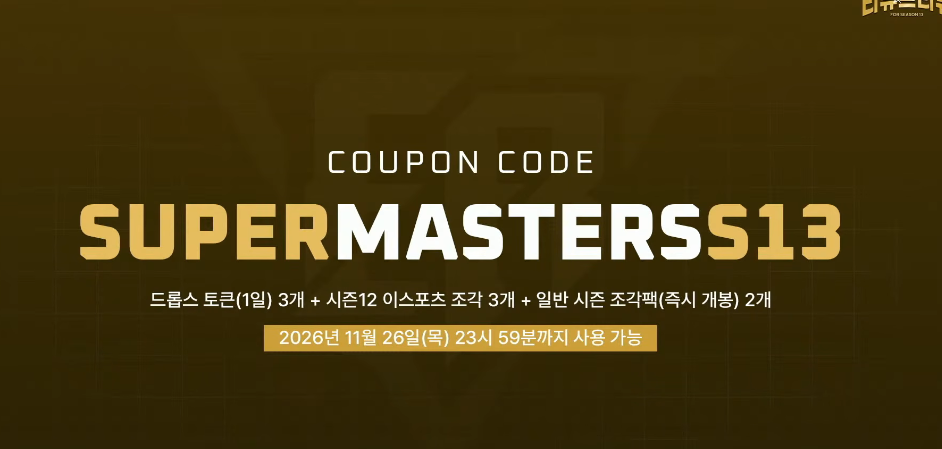 FOR SEASON 13
COUPON CODE
SUPERMASTERSS13
드롭스 토큰(1일) 3개 + 시즌12 이스포츠 조각 3개 + 일반 시즌 조각팩(즉시 개봉) 2개
2026년 11월 26일(목) 23시 59분까지 사용 가능